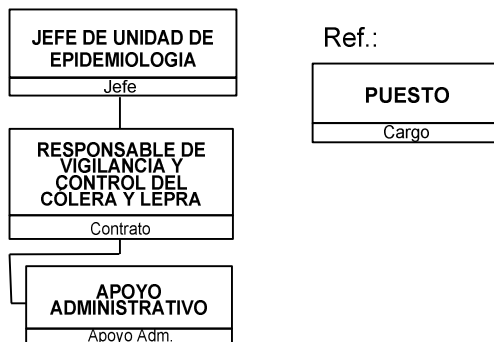 JEFE DE UNIDAD DE
EPIDEMIOLOGIA
Jefe
RESPONSABLE DE
VIGILANCIA Y
CONTROL DEL
CÓLERA Y LEPRA
Contrato
APOYO
ADMINISTRATIVO
Apoyo Adm.
Ref.:
PUESTO
Cargo